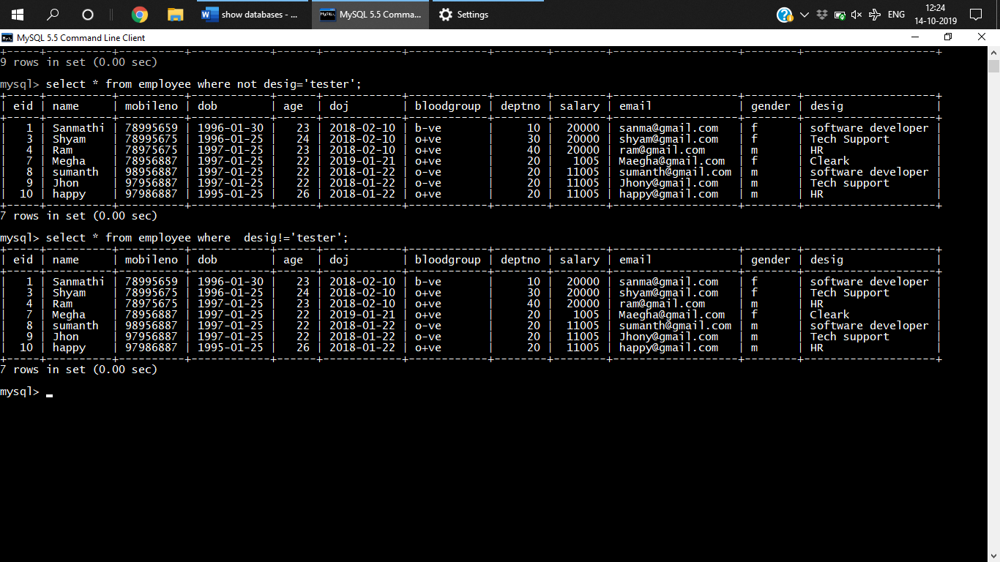 show databases - ...
MySQL 5.5 Comma...
Settings
ENG
12:24
14-10-2019
MySQL 5.5 Command Line Client
+-----+----------+----------+------------+------+------------+------------+--------+--------+-------------------+--------+--------------------+
9 rows in set (0.00 sec)
mysql> select * from employee where not desig='tester';
+-----+----------+----------+------------+------+------------+------------+--------+--------+-------------------+--------+--------------------+
| eid | name     | mobileno | dob        | age  | doj        | bloodgroup | deptno | salary | email             | gender | desig              |
+-----+----------+----------+------------+------+------------+------------+--------+--------+-------------------+--------+--------------------+
|   1 | Sanmathi | 78995659 | 1996-01-30 |   23 | 2018-02-10 | b-ve       |     10 |  20000 | sanma@gmail.com   | f      | software developer |
|   3 | Shyam    | 78995675 | 1996-01-25 |   24 | 2018-02-10 | o+ve       |     30 |  20000 | shyam@gmail.com   | f      | Tech Support       |
|   4 | Ram      | 78975675 | 1997-01-25 |   23 | 2018-02-10 | o+ve       |     40 |  20000 | ram@gmail.com     | m      | HR                 |
|   7 | Megha    | 78956887 | 1997-01-25 |   22 | 2019-01-21 | o+ve       |     20 |   1005 | Maegha@gmail.com  | f      | Cleark             |
|   8 | sumanth  | 98956887 | 1997-01-25 |   22 | 2018-01-22 | o-ve       |     20 |  11005 | sumanth@gmail.com | m      | software developer |
|   9 | Jhon     | 97956887 | 1997-01-25 |   22 | 2018-01-22 | o-ve       |     20 |  11005 | Jhony@gmail.com   | m      | Tech support       |
|  10 | happy    | 97986887 | 1995-01-25 |   26 | 2018-01-22 | o+ve       |     20 |  11005 | happy@gmail.com   | m      | HR                 |
+-----+----------+----------+------------+------+------------+------------+--------+--------+-------------------+--------+--------------------+
7 rows in set (0.00 sec)
mysql> select * from employee where  desig!='tester';
+-----+----------+----------+------------+------+------------+------------+--------+--------+-------------------+--------+--------------------+
| eid | name     | mobileno | dob        | age  | doj        | bloodgroup | deptno | salary | email             | gender | desig              |
+-----+----------+----------+------------+------+------------+------------+--------+--------+-------------------+--------+--------------------+
|   1 | Sanmathi | 78995659 | 1996-01-30 |   23 | 2018-02-10 | b-ve       |     10 |  20000 | sanma@gmail.com   | f      | software developer |
|   3 | Shyam    | 78995675 | 1996-01-25 |   24 | 2018-02-10 | o+ve       |     30 |  20000 | shyam@gmail.com   | f      | Tech Support       |
|   4 | Ram      | 78975675 | 1997-01-25 |   23 | 2018-02-10 | o+ve       |     40 |  20000 | ram@gmail.com     | m      | HR                 |
|   7 | Megha    | 78956887 | 1997-01-25 |   22 | 2019-01-21 | o+ve       |     20 |   1005 | Maegha@gmail.com  | f      | Cleark             |
|   8 | sumanth  | 98956887 | 1997-01-25 |   22 | 2018-01-22 | o-ve       |     20 |  11005 | sumanth@gmail.com | m      | software developer |
|   9 | Jhon     | 97956887 | 1997-01-25 |   22 | 2018-01-22 | o-ve       |     20 |  11005 | Jhony@gmail.com   | m      | Tech support       |
|  10 | happy    | 97986887 | 1995-01-25 |   26 | 2018-01-22 | o+ve       |     20 |  11005 | happy@gmail.com   | m      | HR                 |
+-----+----------+----------+------------+------+------------+------------+--------+--------+-------------------+--------+--------------------+
7 rows in set (0.00 sec)
mysql> _